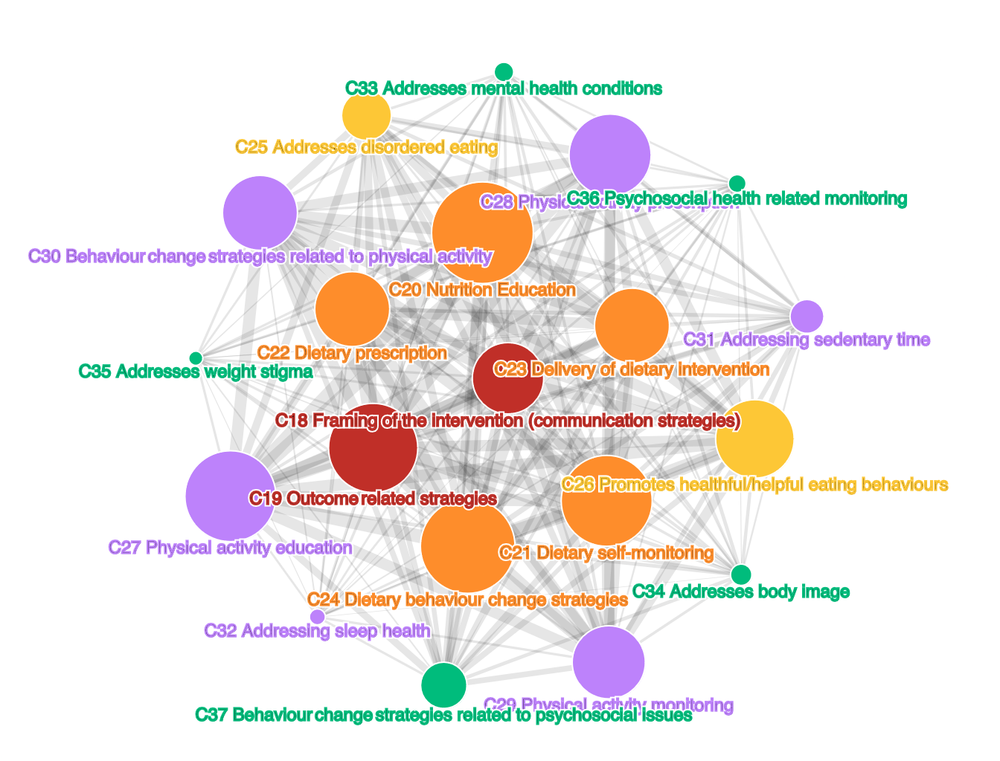 C33 Addresses mental health conditions
C25 Addresses disordered eating
C28 Physical activity prescription
C36 Psychosocial health related monitoring
C30 Behaviour change strategies related to physical activity
C20 Nutrition Education
C31 Addressing sedentary time
C22 Dietary prescription
C23 Delivery of dietary intervention
C35 Addresses weight stigma
C18 Framing of the intervention (communication strategies)
C26 Promotes healthful/helpful eating behaviours
C19 Outcome related strategies
C27 Physical activity education
C21 Dietary self-monitoring
C34 Addresses body image
C24 Dietary behaviour change strategies
C32 Addressing sleep health
C29 Physical activity monitoring
C37 Behaviour change strategies related to psychosocial issues